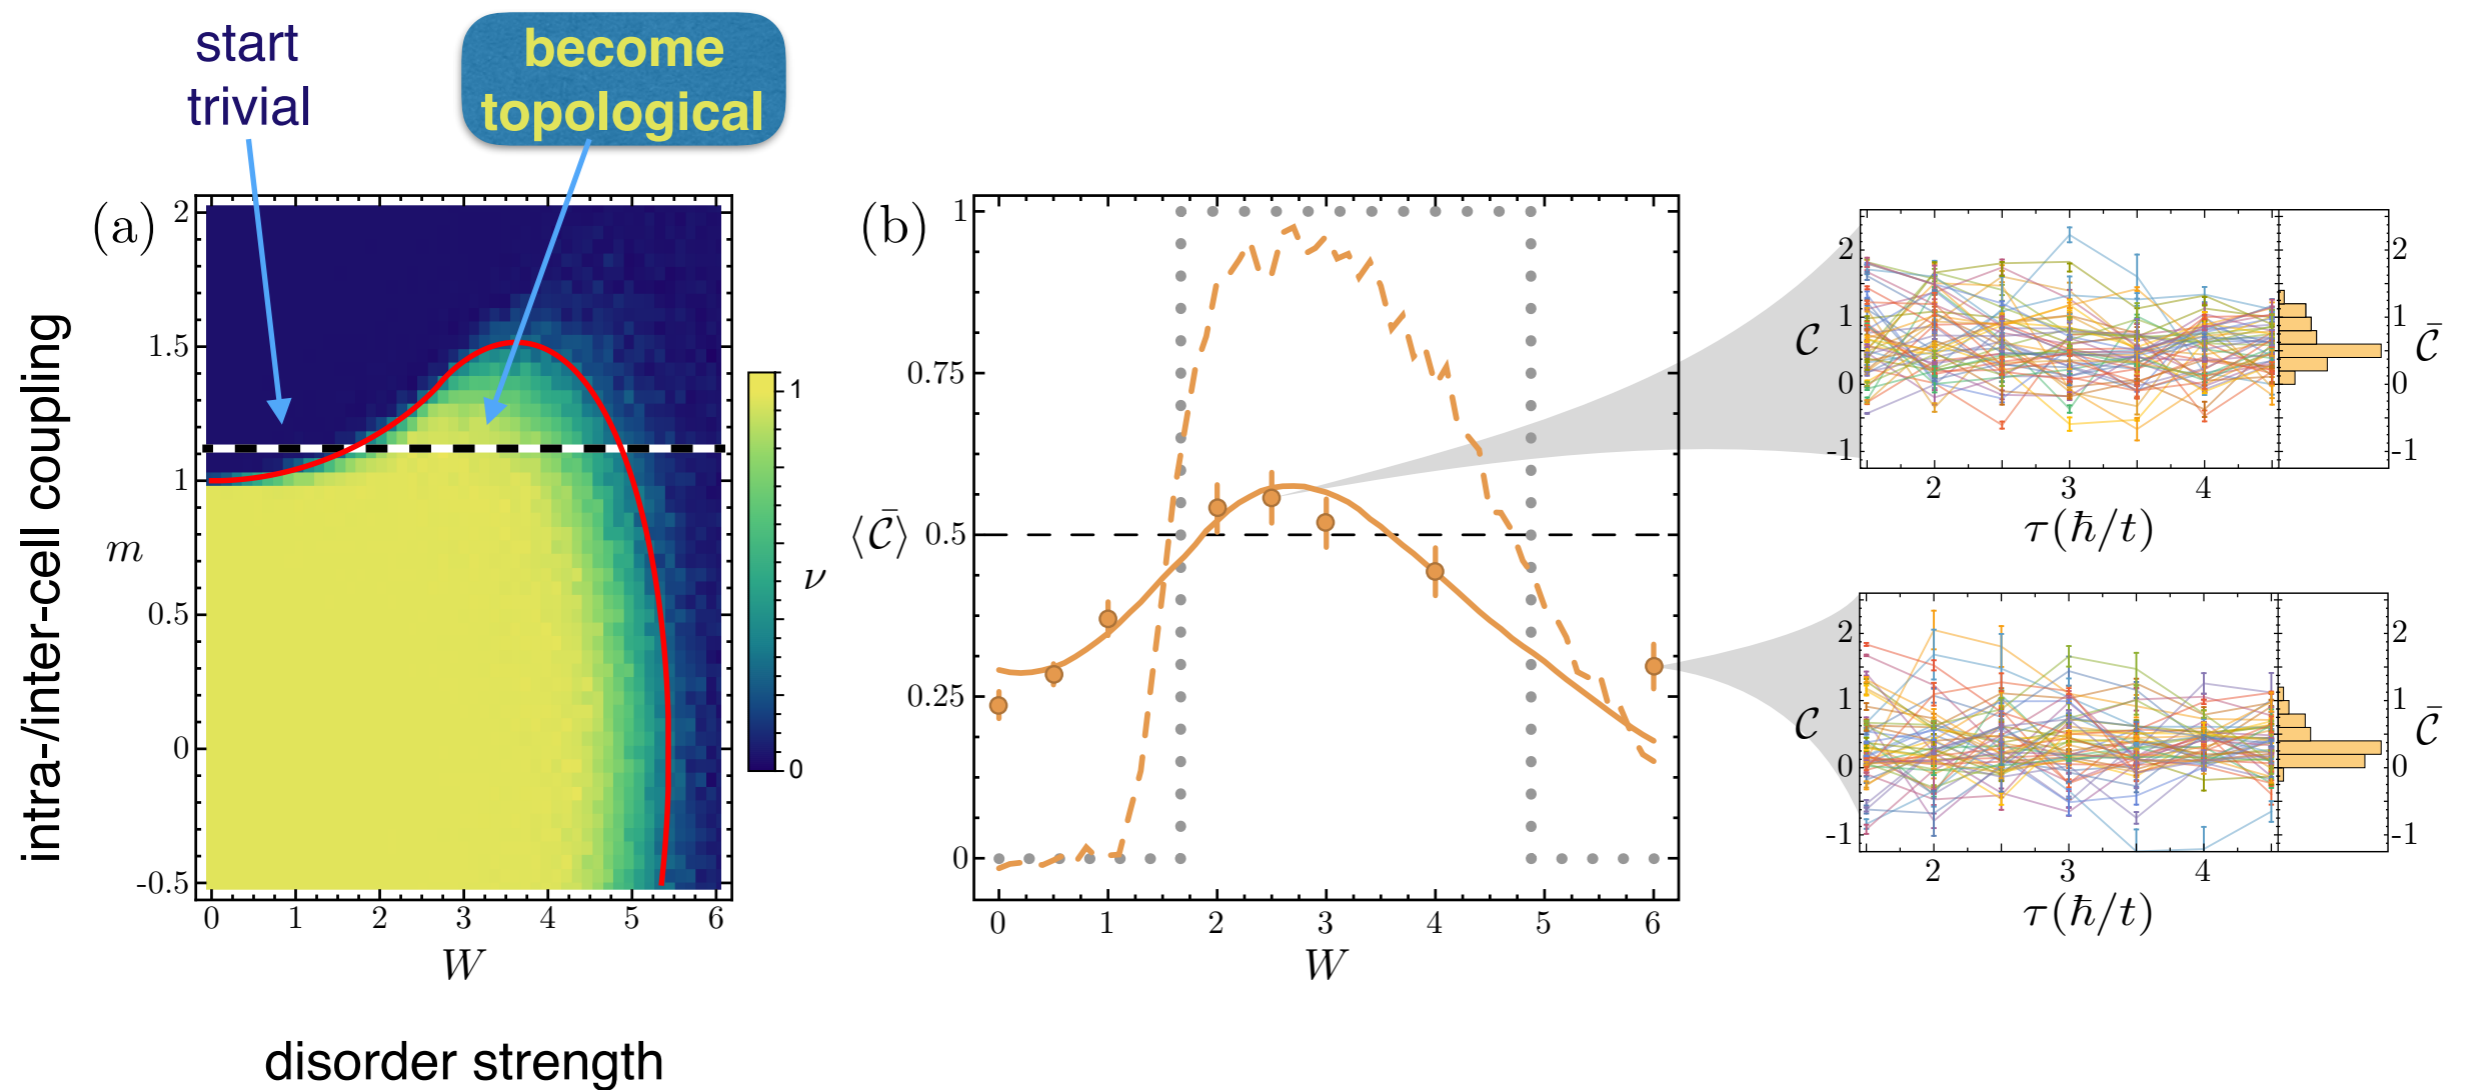 start
trivial
become
topological
(a)
2
1.5
1
0.5
0
-0.5
m
intra-/inter-cell coupling
0 1 2 3 4 5 6
W
disorder strength
1
ν
0
(b)
1
0.75
⟨C̄⟩ 0.5
0.25
0
0 1 2 3 4 5 6
W
2
1
0
-1
C
2 3 4
τ(ħ/t)
2
1
0
-1
C̄
2
1
0
-1
C
2 3 4
τ(ħ/t)
2
1
0
-1
C̄